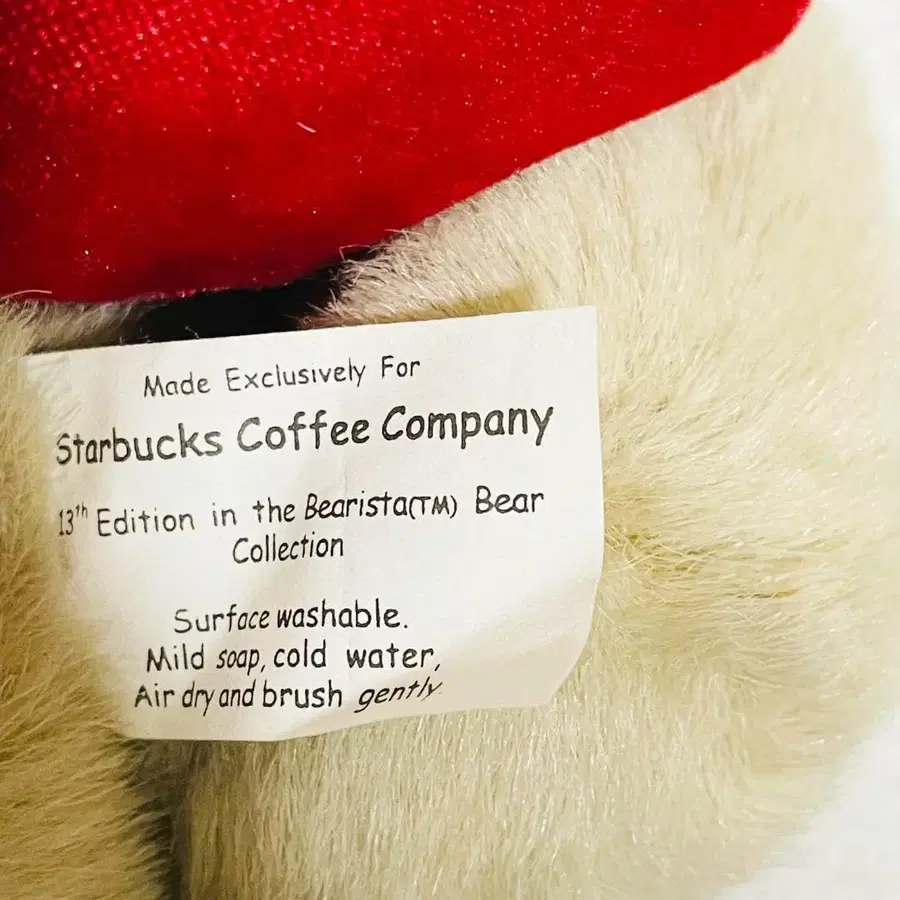 Made Exclusively For
Starbucks Coffee Company
13th Edition in the Bearista(TM) Bear
Collection
Surface washable.
Mild soap, cold water,
Air dry and brush gently